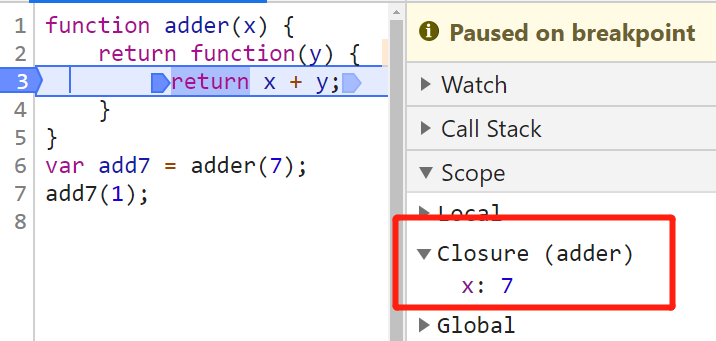 1 function adder(x) {
2 return function(y) {
3 return x + y;
4 }
5 }
6 var add7 = adder(7);
7 add7(1);
8
Paused on breakpoint
Watch
Call Stack
Scope
Local
Closure (adder)
x: 7
Global